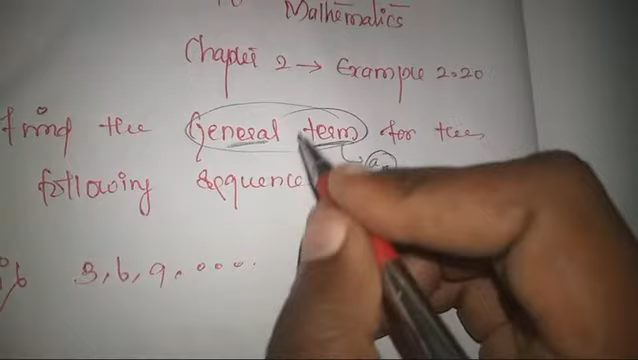 Mathematics
Chapter 2 → Example 2.20
find the General term for the
following sequence
3, 6, 9, ....